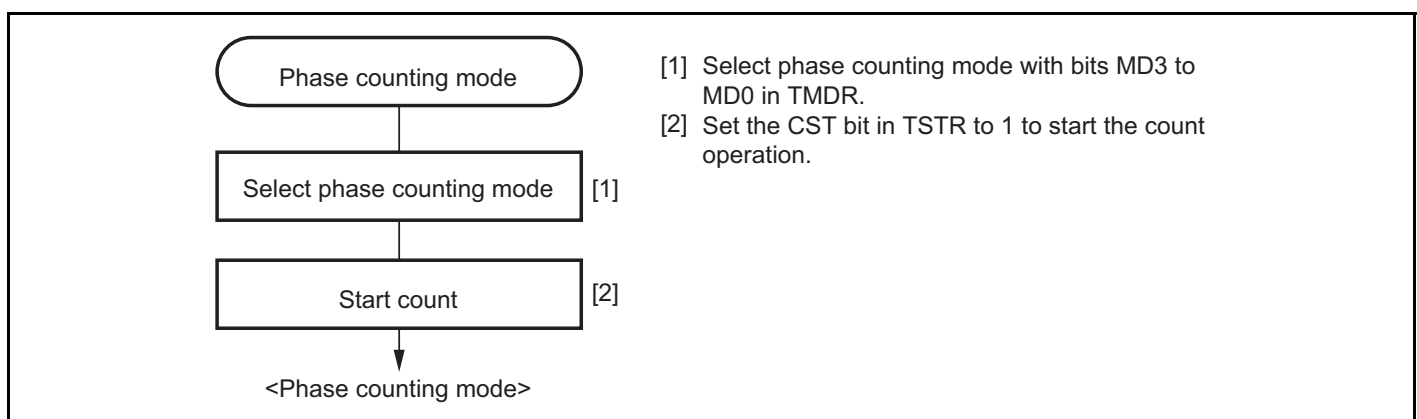 Phase counting mode
Select phase counting mode [1]
Start count [2]
<Phase counting mode>
[1] Select phase counting mode with bits MD3 to
MD0 in TMDR.
[2] Set the CST bit in TSTR to 1 to start the count
operation.